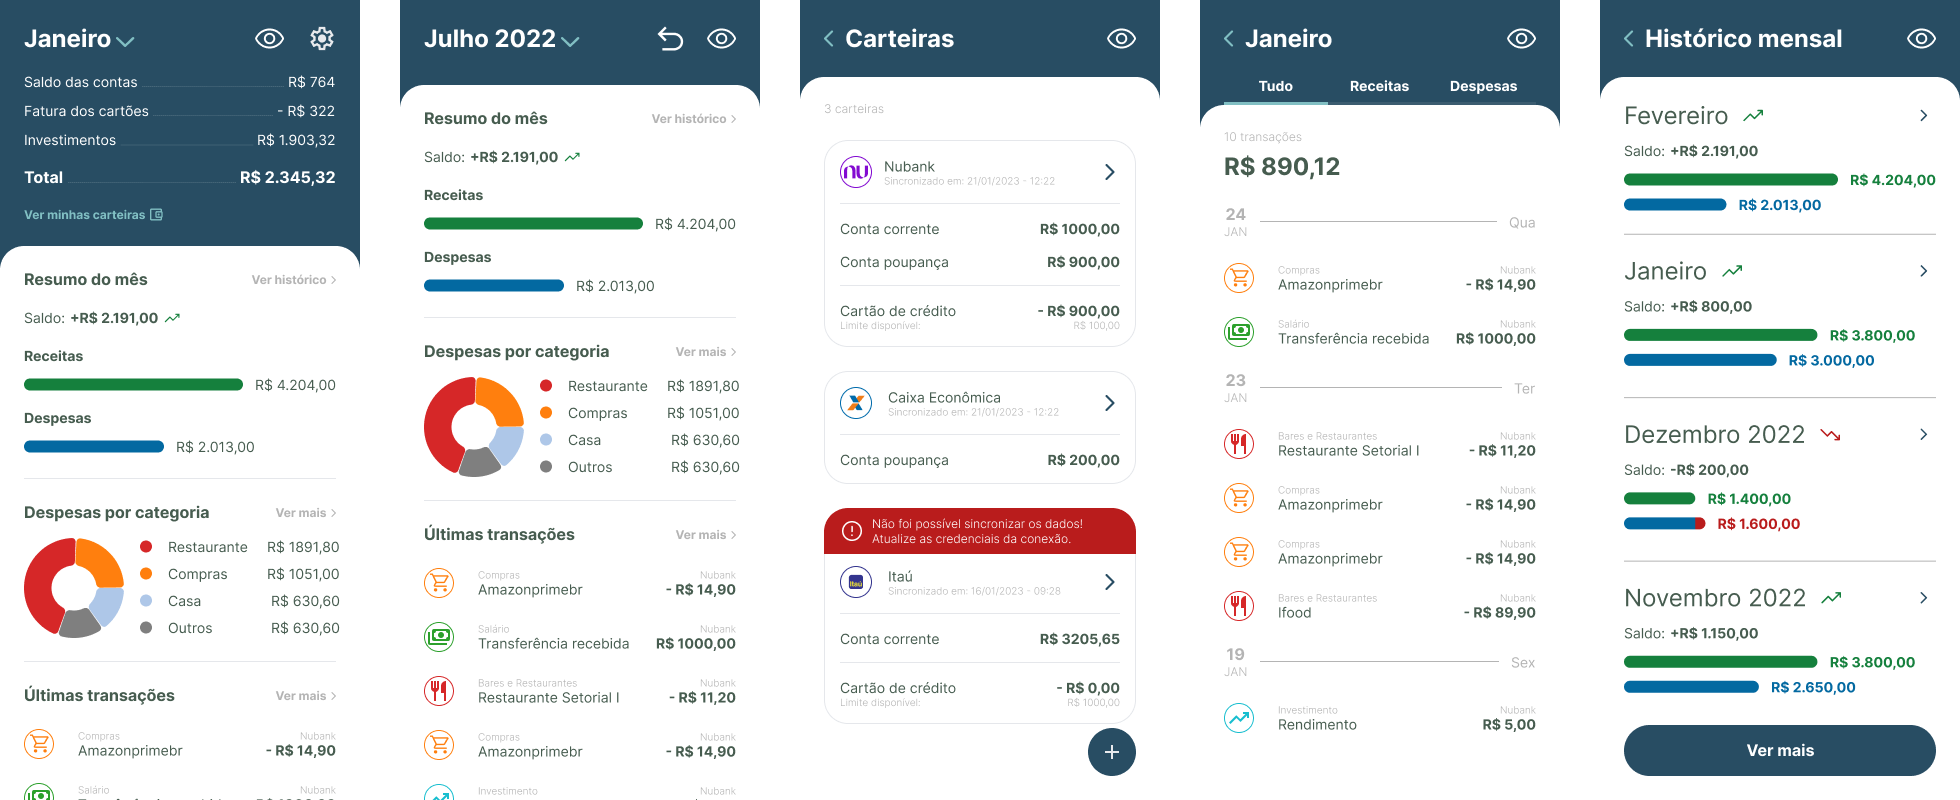 Janeiro
Saldo das contas R$ 764
Fatura dos cartões - R$ 322
Investimentos R$ 1.903,32
Total R$ 2.345,32
Ver minhas carteiras
Resumo do mês Ver histórico
Saldo: +R$ 2.191,00
Receitas
R$ 4.204,00
Despesas
R$ 2.013,00
Despesas por categoria Ver mais
Restaurante R$ 1891,80
Compras R$ 1051,00
Casa R$ 630,60
Outros R$ 630,60
Últimas transações Ver mais
Compras Nubank
Amazonprimebr - R$ 14,90
Salário Nubank
Julho 2022
Resumo do mês Ver histórico
Saldo: +R$ 2.191,00
Receitas
R$ 4.204,00
Despesas
R$ 2.013,00
Despesas por categoria Ver mais
Restaurante R$ 1891,80
Compras R$ 1051,00
Casa R$ 630,60
Outros R$ 630,60
Últimas transações Ver mais
Compras Nubank
Amazonprimebr - R$ 14,90
Salário Nubank
Transferência recebida R$ 1000,00
Bares e Restaurantes Nubank
Restaurante Setorial I - R$ 11,20
Compras Nubank
Amazonprimebr - R$ 14,90
Investimento Nubank
Carteiras
3 carteiras
nu Nubank
Sincronizado em: 21/01/2023 - 12:22
Conta corrente R$ 1000,00
Conta poupança R$ 900,00
Cartão de crédito - R$ 900,00
Limite disponível: R$ 100,00
Caixa Econômica
Sincronizado em: 21/01/2023 - 12:22
Conta poupança R$ 200,00
Não foi possível sincronizar os dados!
Atualize as credenciais da conexão.
Itaú Itaú
Sincronizado em: 16/01/2023 - 09:28
Conta corrente R$ 3205,65
Cartão de crédito - R$ 0,00
Limite disponível: R$ 1000,00
+
Janeiro
Tudo Receitas Despesas
10 transações
R$ 890,12
24 JAN Qua
Compras Nubank
Amazonprimebr - R$ 14,90
Salário Nubank
Transferência recebida R$ 1000,00
23 JAN Ter
Bares e Restaurantes Nubank
Restaurante Setorial I - R$ 11,20
Compras Nubank
Amazonprimebr - R$ 14,90
Compras Nubank
Amazonprimebr - R$ 14,90
Bares e Restaurantes Nubank
Ifood - R$ 89,90
19 JAN Sex
Investimento Nubank
Rendimento R$ 5,00
Histórico mensal
Fevereiro
Saldo: +R$ 2.191,00
R$ 4.204,00
R$ 2.013,00
Janeiro
Saldo: +R$ 800,00
R$ 3.800,00
R$ 3.000,00
Dezembro 2022
Saldo: -R$ 200,00
R$ 1.400,00
R$ 1.600,00
Novembro 2022
Saldo: +R$ 1.150,00
R$ 3.800,00
R$ 2.650,00
Ver mais